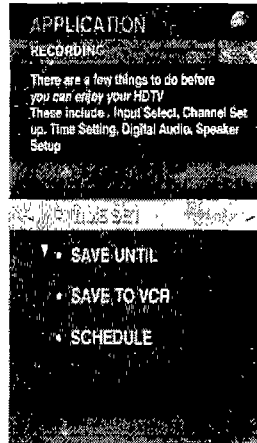 APPLICATION
RECORDING
There are a few things to do before
you can enjoy your HDTV
These include , Input Select, Channel Set
up, Time Setting, Digital Audio, Speaker
Setup
SAVE UNTIL
SAVE TO VCR
SCHEDULE